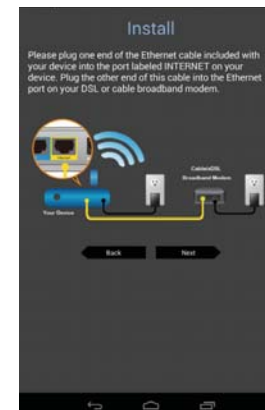 Install
Please plug one end of the Ethernet cable included with
your device into the port labeled INTERNET on your
device. Plug the other end of this cable into the Ethernet
port on your DSL or cable broadband modem.
Cable/DSL
Broadband Modem
Your Device
Back Next